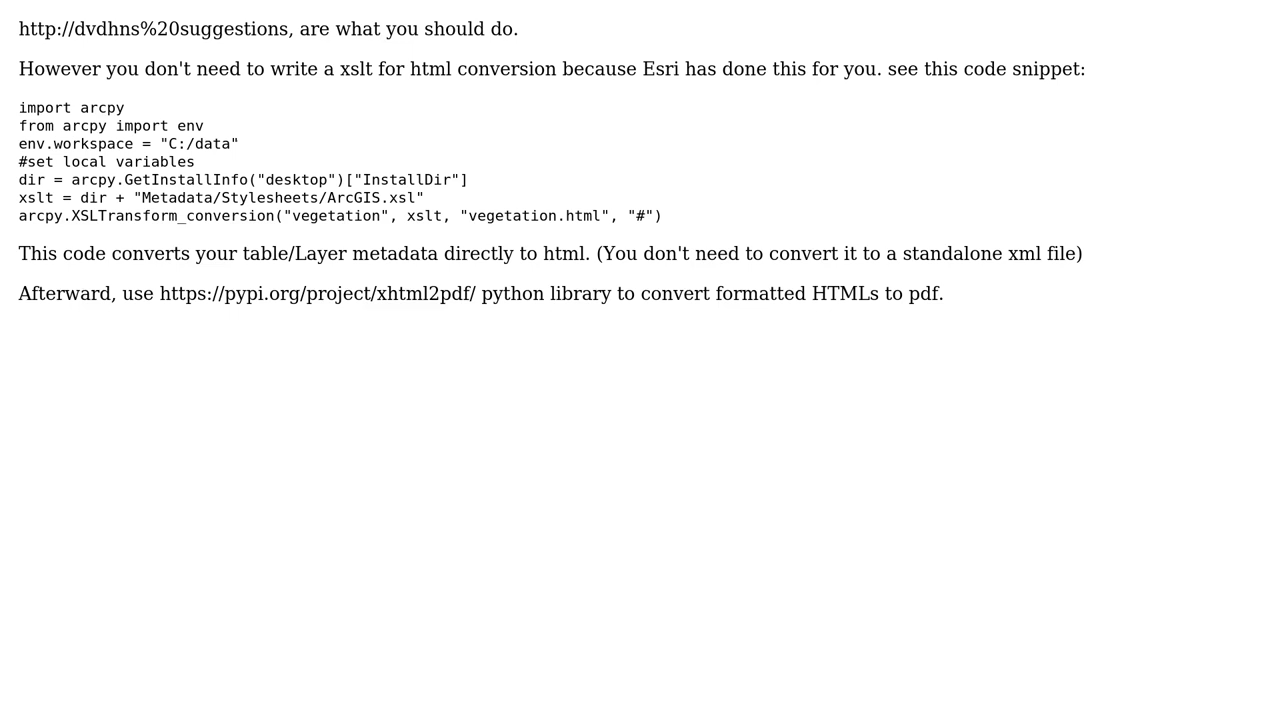 http://dvdhns%20suggestions, are what you should do.
However you don't need to write a xslt for html conversion because Esri has done this for you. see this code snippet:
import arcpy
from arcpy import env
env.workspace = "C:/data"
#set local variables
dir = arcpy.GetInstallInfo("desktop")["InstallDir"]
xslt = dir + "Metadata/Stylesheets/ArcGIS.xsl"
arcpy.XSLTransform_conversion("vegetation", xslt, "vegetation.html", "#")
This code converts your table/Layer metadata directly to html. (You don't need to convert it to a standalone xml file)
Afterward, use https://pypi.org/project/xhtml2pdf/ python library to convert formatted HTMLs to pdf.